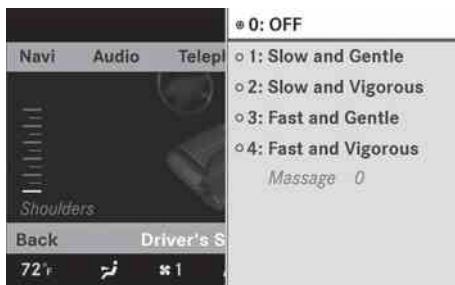 0: OFF
Navi Audio
1: Slow and Gentle
2: Slow and Vigorous
3: Fast and Gentle
4: Fast and Vigorous
Massage 0
Shoulders
Back Driver's S
72°F 1